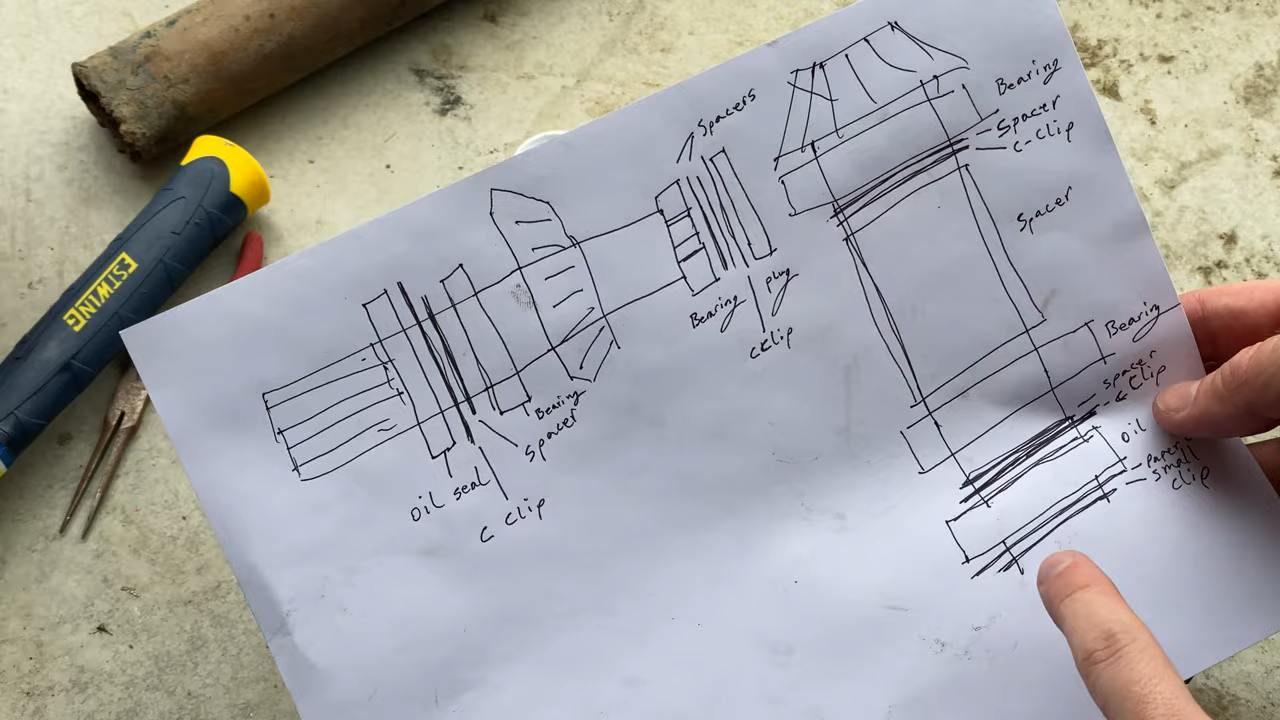 ESTWING
Spacers
Bearing
plug
cClip
Bearing
Spacer
Oil seal
C Clip
Bearing
Spacer
C-Clip
Spacer
Bearing
spacer
C-Clip
Oil
paper
small
clip